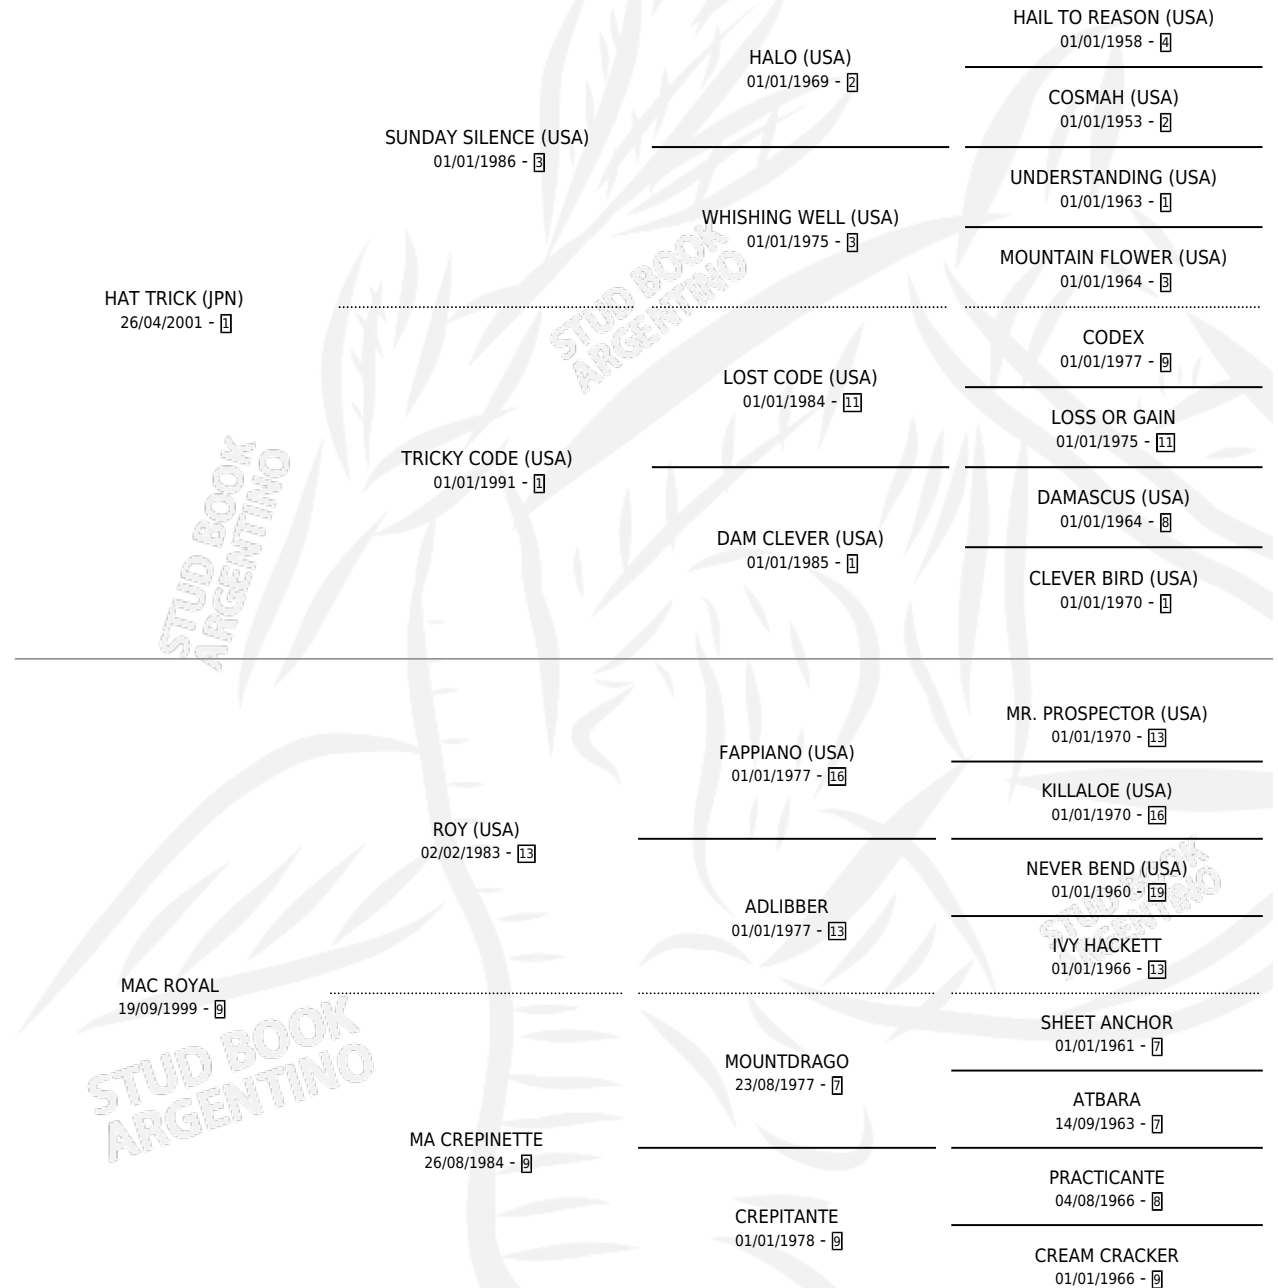 HAIL TO REASON (USA)
01/01/1958 - 4
HALO (USA)
01/01/1969 - 2
COSMAH (USA)
01/01/1953 - 2
SUNDAY SILENCE (USA)
01/01/1986 - 3
UNDERSTANDING (USA)
01/01/1963 - 1
WHISHING WELL (USA)
01/01/1975 - 3
MOUNTAIN FLOWER (USA)
01/01/1964 - 3
HAT TRICK (JPN)
26/04/2001 - 1
CODEX
01/01/1977 - 9
LOST CODE (USA)
01/01/1984 - 11
LOSS OR GAIN
01/01/1975 - 11
TRICKY CODE (USA)
01/01/1991 - 1
DAMASCUS (USA)
01/01/1964 - 8
DAM CLEVER (USA)
01/01/1985 - 1
CLEVER BIRD (USA)
01/01/1970 - 1
MR. PROSPECTOR (USA)
01/01/1970 - 13
FAPPIANO (USA)
01/01/1977 - 16
KILLALOE (USA)
01/01/1970 - 16
ROY (USA)
02/02/1983 - 13
NEVER BEND (USA)
01/01/1960 - 19
ADLIBBER
01/01/1977 - 13
IVY HACKETT
01/01/1966 - 13
MAC ROYAL
19/09/1999 - 9
SHEET ANCHOR
01/01/1961 - 7
MOUNTDRAGO
23/08/1977 - 7
ATBARA
14/09/1963 - 7
MA CREPINETTE
26/08/1984 - 9
PRACTICANTE
04/08/1966 - 8
CREPITANTE
01/01/1978 - 9
CREAM CRACKER
01/01/1966 - 9
STUD BOOK
ARGENTINO
STUD BOOK
ARGENTINO
STUD BOOK
ARGENTINO
STUD BOOK
ARGENTINO